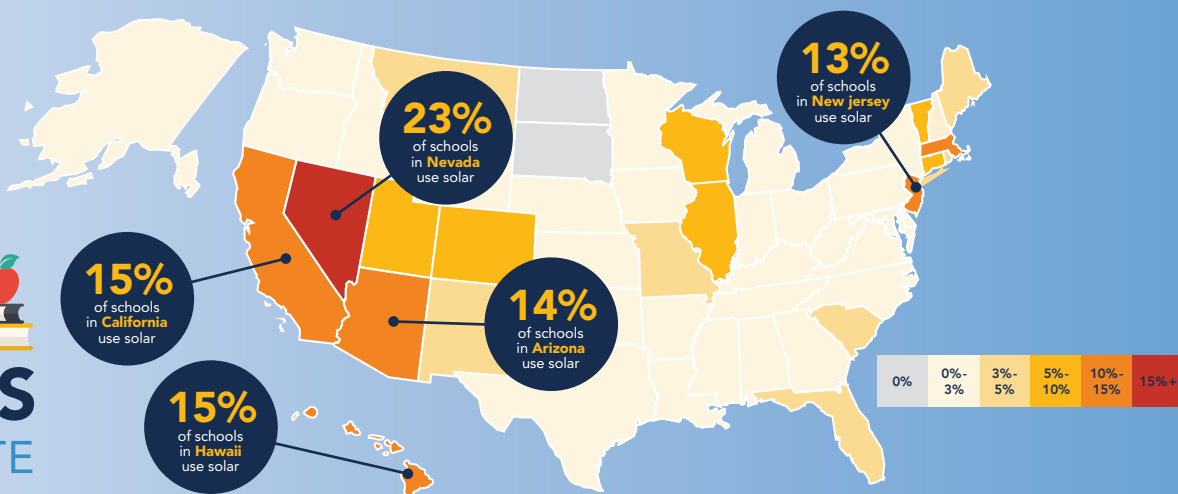 23%
of schools
in Nevada
use solar
13%
of schools
in New jersey
use solar
15%
of schools
in California
use solar
14%
of schools
in Arizona
use solar
15%
of schools
in Hawaii
use solar
0%
0%-
3%
3%-
5%
5%-
10%
10%-
15%
15%+
S
TE